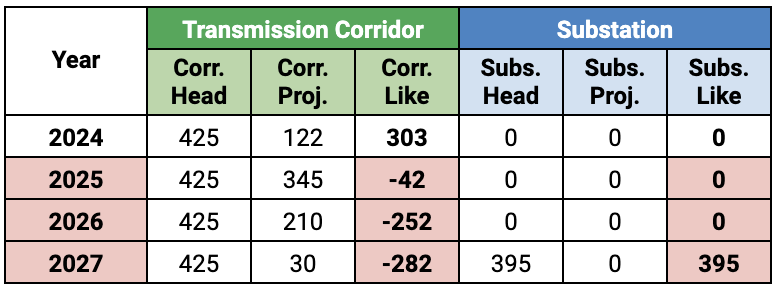 Year Transmission Corridor Substation
Corr. Head Corr. Proj. Corr. Like Subs. Head Subs. Proj. Subs. Like
2024 425 122 303 0 0 0
2025 425 345 -42 0 0 0
2026 425 210 -252 0 0 0
2027 425 30 -282 395 0 395